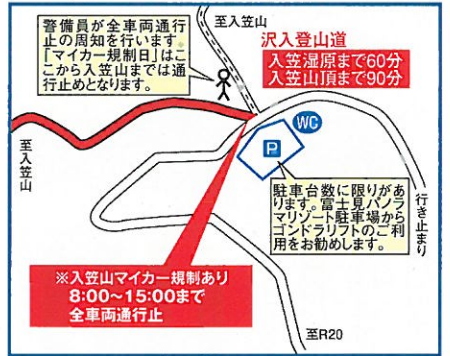 至入笠山
警備員が全車両通行
止の周知を行います。
「マイカー規制日」はこ
こから入笠山までは通
行止めとなります。
沢入登山道
入笠湿原まで60分
入笠山頂まで90分
至入笠山
WC
P
駐車台数に限りがあ
ります。富士見パノラ
マリゾート駐車場から
ゴンドラリフトのご利
用をお勧めします。
行き止まり
※入笠山マイカー規制あり
8:00~15:00まで
全車両通行止
至R20